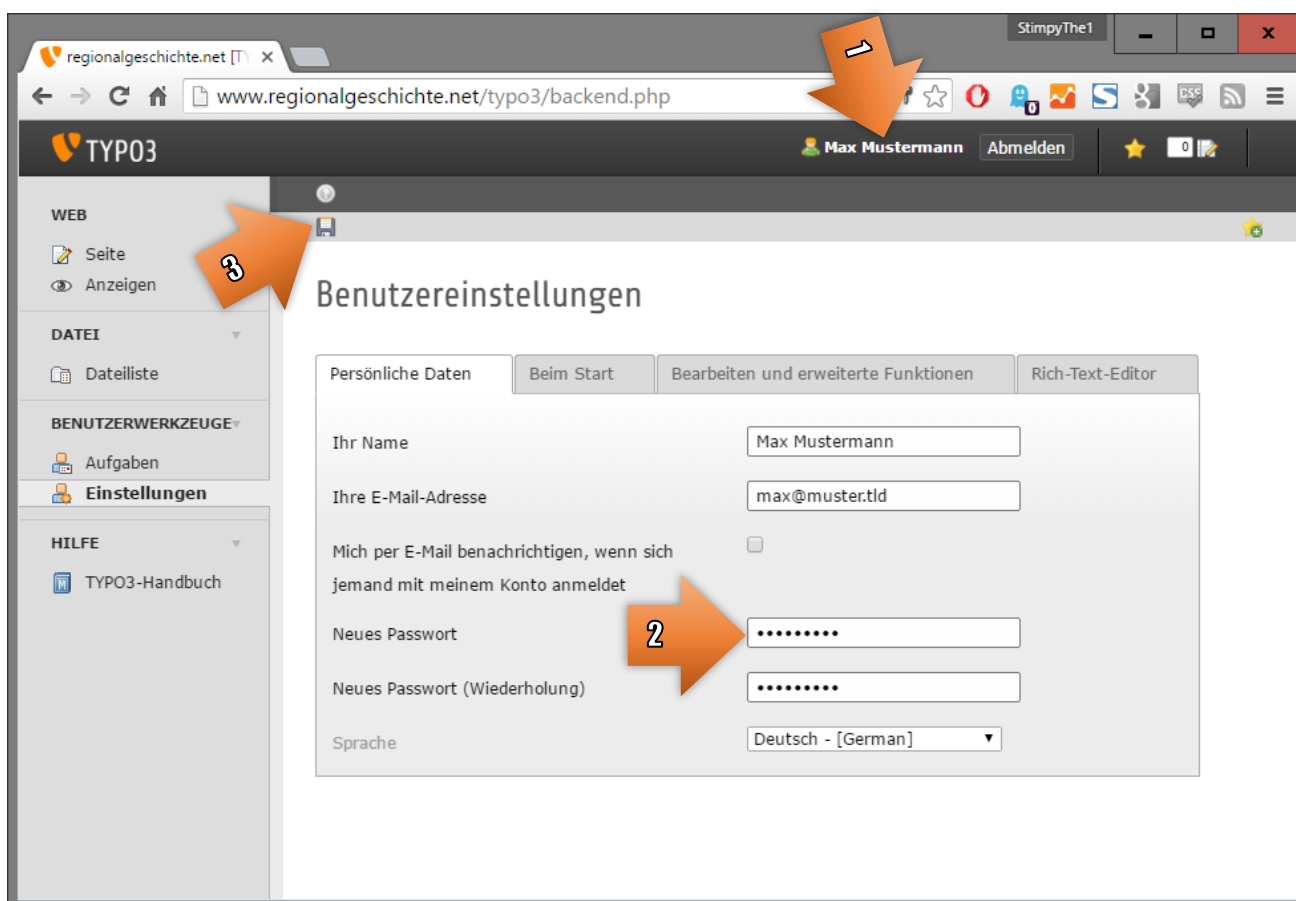 StimpyThe1
regionalgeschichte.net [TY
www.regionalgeschichte.net/typo3/backend.php
0
CSS
1
TYPO3
Max Mustermann
Abmelden
0
WEB
Seite
Anzeigen
3
DATEI
Dateiliste
BENUTZERWERKZEUGE
Aufgaben
Einstellungen
HILFE
M
TYPO3-Handbuch
Benutzereinstellungen
Persönliche Daten
Beim Start
Bearbeiten und erweiterte Funktionen
Rich-Text-Editor
Ihr Name
Max Mustermann
Ihre E-Mail-Adresse
max@muster.tld
Mich per E-Mail benachrichtigen, wenn sich
jemand mit meinem Konto anmeldet
Neues Passwort
2
•••••••••
Neues Passwort (Wiederholung)
•••••••••
Sprache
Deutsch - [German]